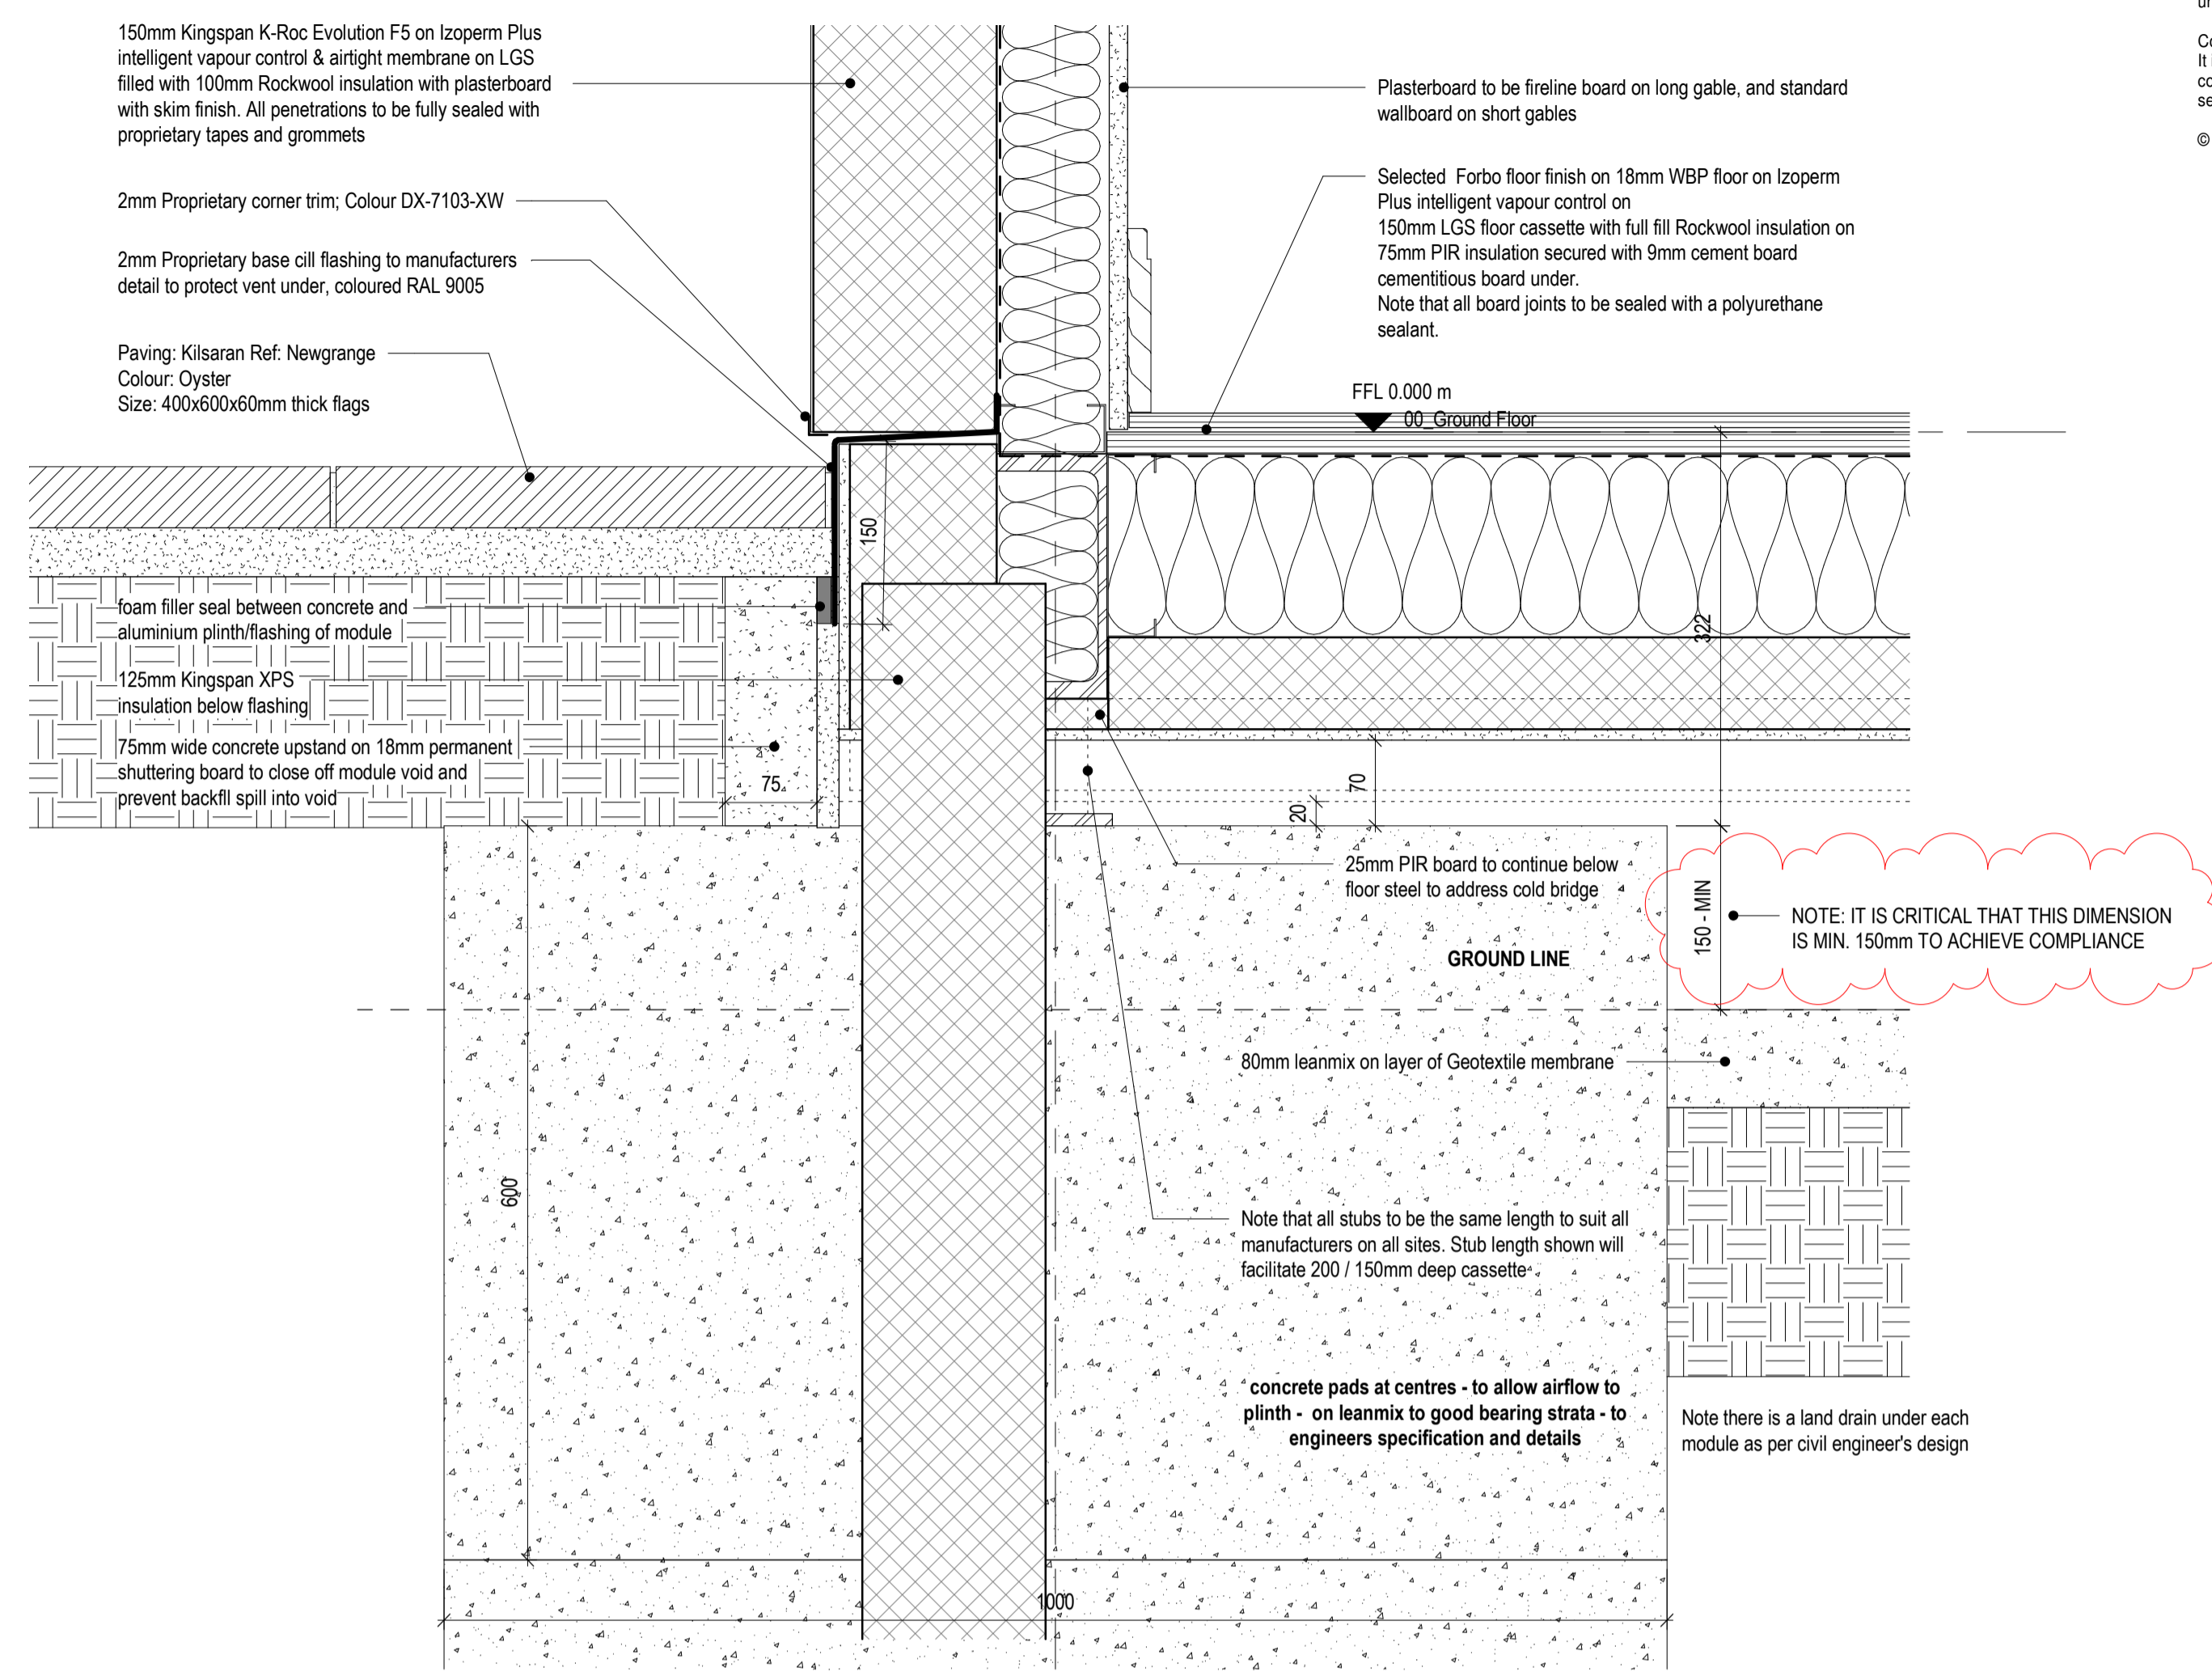 150mm Kingspan K-Roc Evolution F5 on Izoperm Plus
intelligent vapour control & airtight membrane on LGS
filled with 100mm Rockwool insulation with plasterboard
with skim finish. All penetrations to be fully sealed with
proprietary tapes and grommets
2mm Proprietary corner trim; Colour DX-7103-XW
2mm Proprietary base cill flashing to manufacturers
detail to protect vent under, coloured RAL 9005
Paving: Kilsaran Ref: Newgrange
Colour: Oyster
Size: 400x600x60mm thick flags
foam filler seal between concrete and
aluminium plinth/flashing of module
125mm Kingspan XPS
insulation below flashing
75mm wide concrete upstand on 18mm permanent
shuttering board to close off module void and
prevent backfll spill into void
75
150
600
1000
Plasterboard to be fireline board on long gable, and standard
wallboard on short gables
Selected Forbo floor finish on 18mm WBP floor on Izoperm
Plus intelligent vapour control on
150mm LGS floor cassette with full fill Rockwool insulation on
75mm PIR insulation secured with 9mm cement board
cementitious board under.
Note that all board joints to be sealed with a polyurethane
sealant.
FFL 0.000 m
00_Ground Floor
322
70
20
25mm PIR board to continue below
floor steel to address cold bridge
150 - MIN
NOTE: IT IS CRITICAL THAT THIS DIMENSION
IS MIN. 150mm TO ACHIEVE COMPLIANCE
GROUND LINE
80mm leanmix on layer of Geotextile membrane
Note that all stubs to be the same length to suit all
manufacturers on all sites. Stub length shown will
facilitate 200 / 150mm deep cassette
concrete pads at centres - to allow airflow to
plinth - on leanmix to good bearing strata - to
engineers specification and details
Note there is a land drain under each
module as per civil engineer's design
It
©